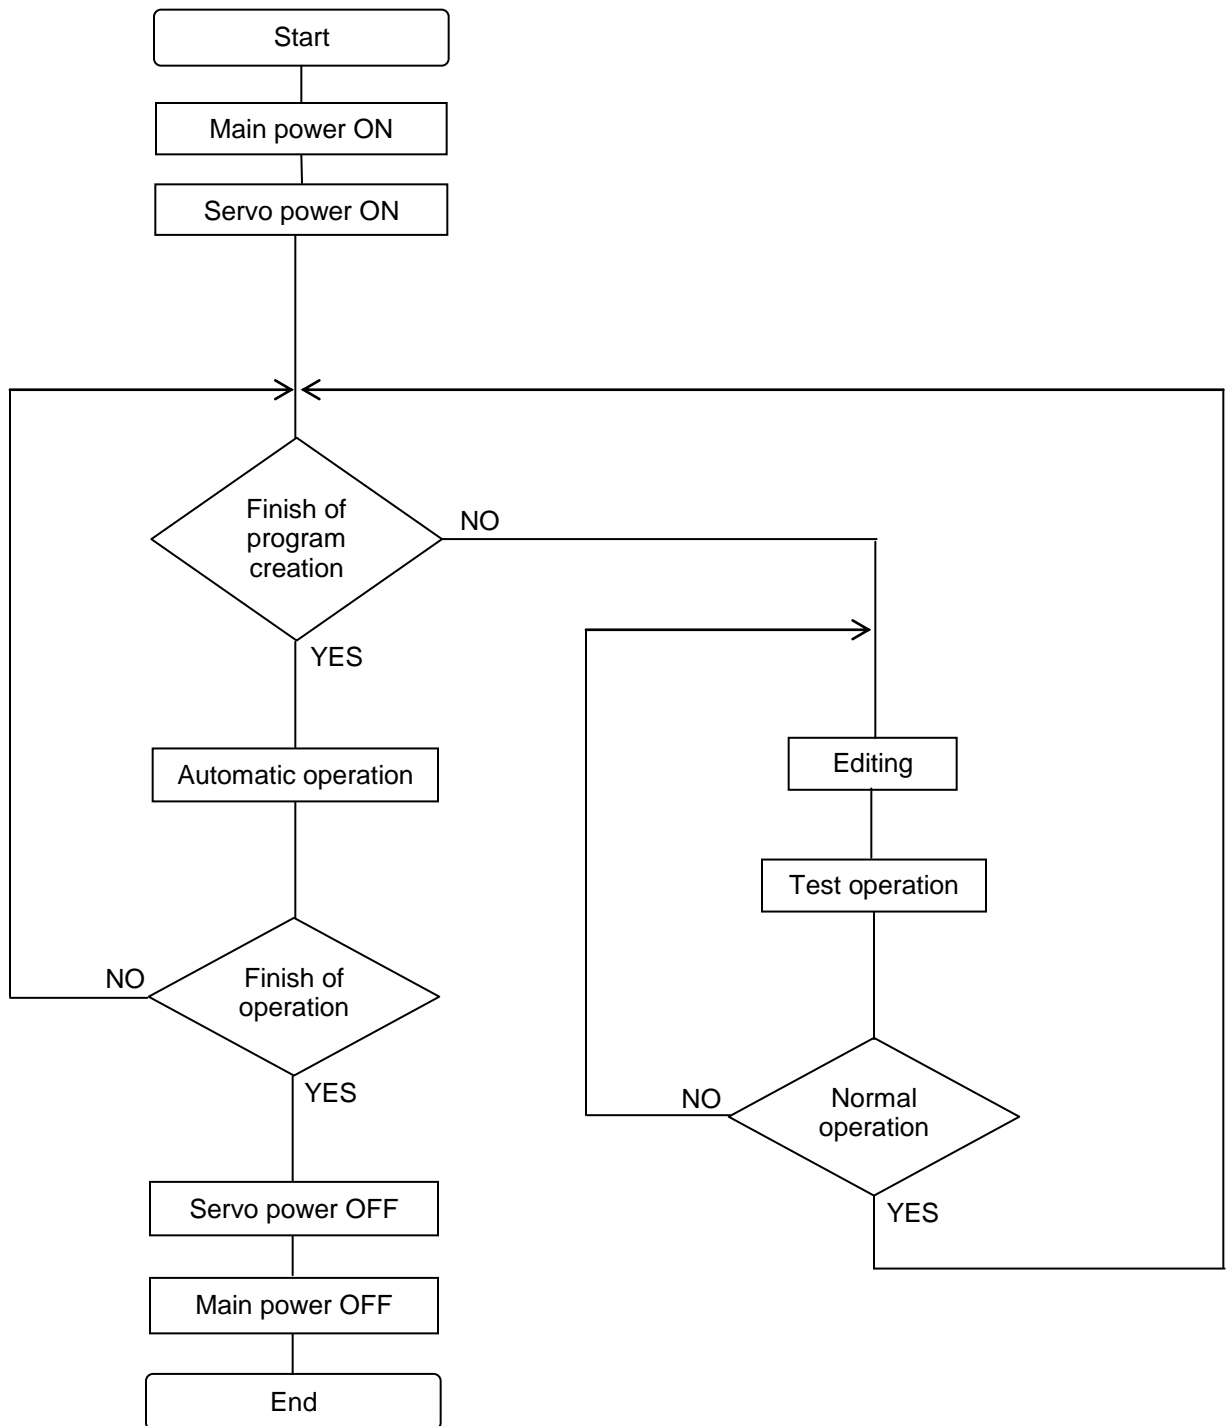 Start
Main power ON
Servo power ON
Finish of
program
creation
NO
YES
Automatic operation
Editing
Test operation
NO
Finish of
operation
YES
NO
Normal
operation
YES
Servo power OFF
Main power OFF
End